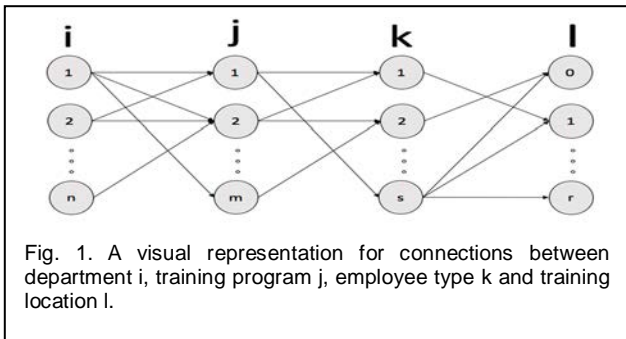 i j k l
1 1 1 0
2 2 2 1
n m s r
Fig. 1. A visual representation for connections between
department i, training program j, employee type k and training
location l.